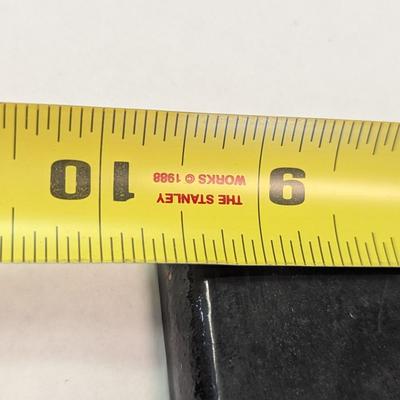 THE STANLEY
WORKS © 1988
9
10